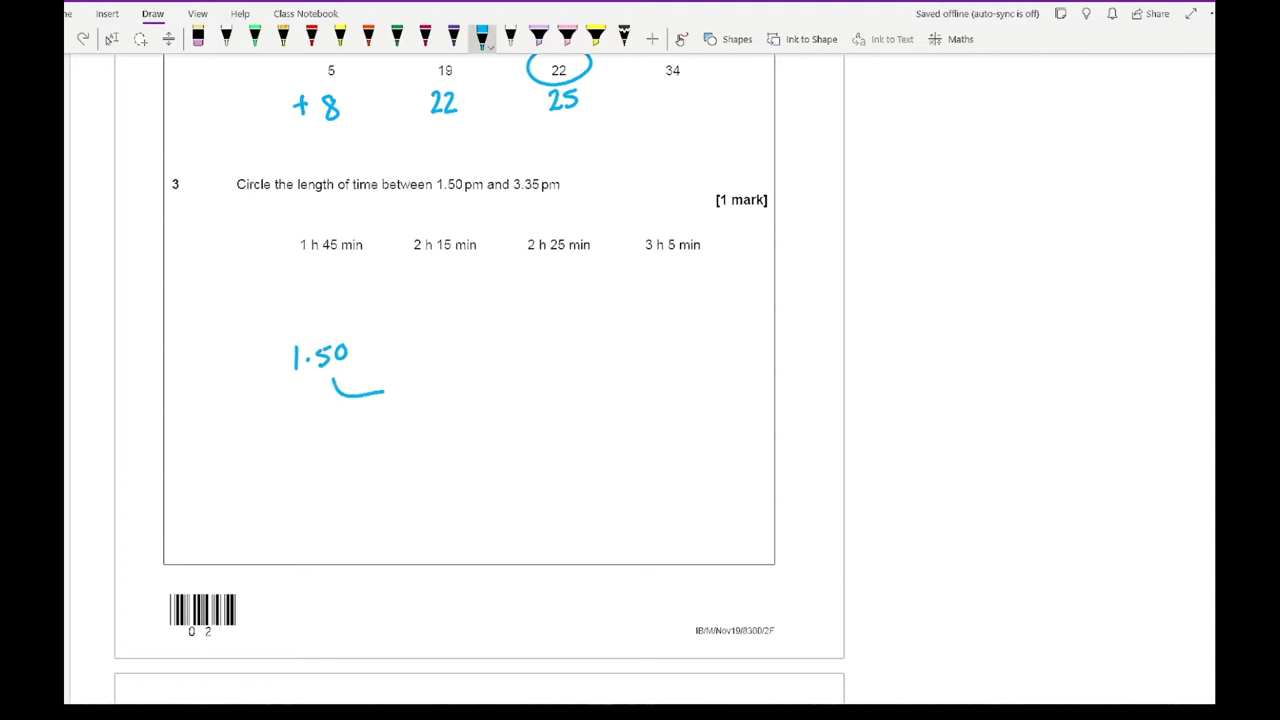 me Insert Draw View Help Class Notebook Saved offline (auto-sync is off) Share
Shapes Ink to Shape Ink to Text Maths
5 19 22 34
+ 8 22 25
3 Circle the length of time between 1.50 pm and 3.35 pm
[1 mark]
1 h 45 min 2 h 15 min 2 h 25 min 3 h 5 min
1.50
0 2
IB/M/Nov19/8300/2F